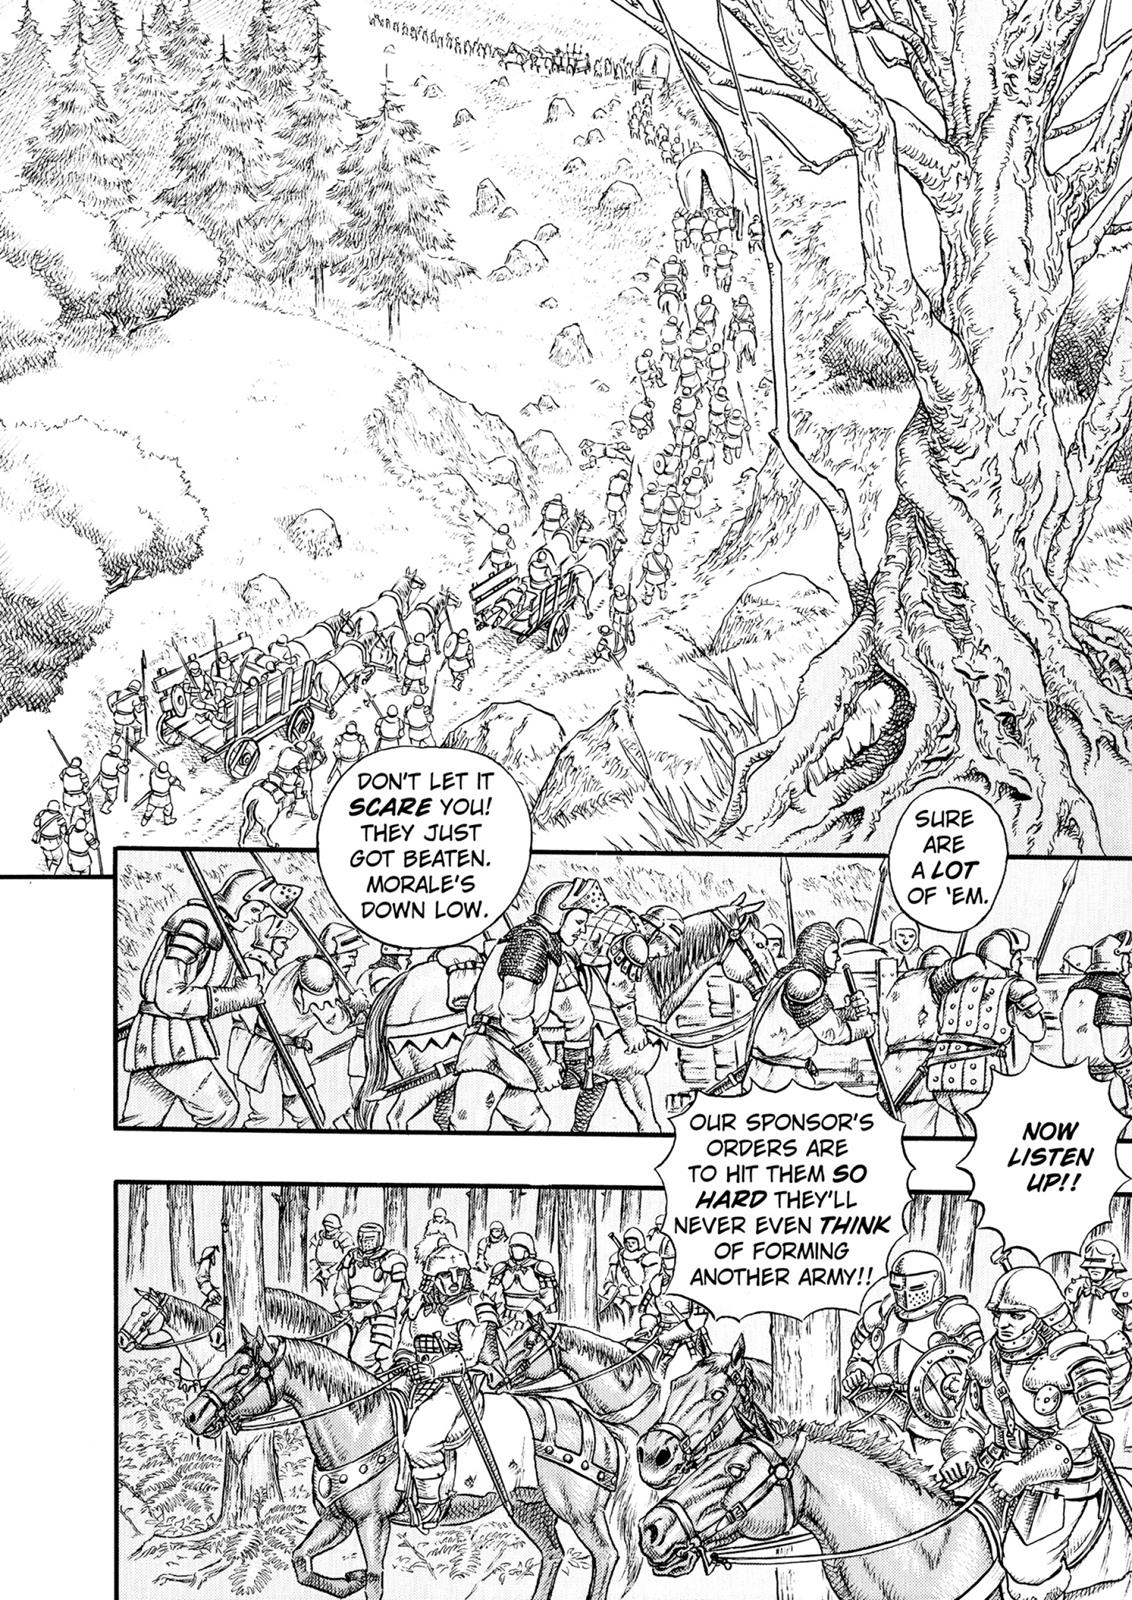 SURE
ARE
A LOT
OF 'EM.
DON'T LET IT
SCARE YOU!
THEY JUST
GOT BEATEN.
MORALE'S
DOWN LOW.
NOW
LISTEN
UP!!
OUR SPONSOR'S
ORDERS ARE
TO HIT THEM SO
HARD THEY'LL
NEVER EVEN THINK
OF FORMING
ANOTHER ARMY!!